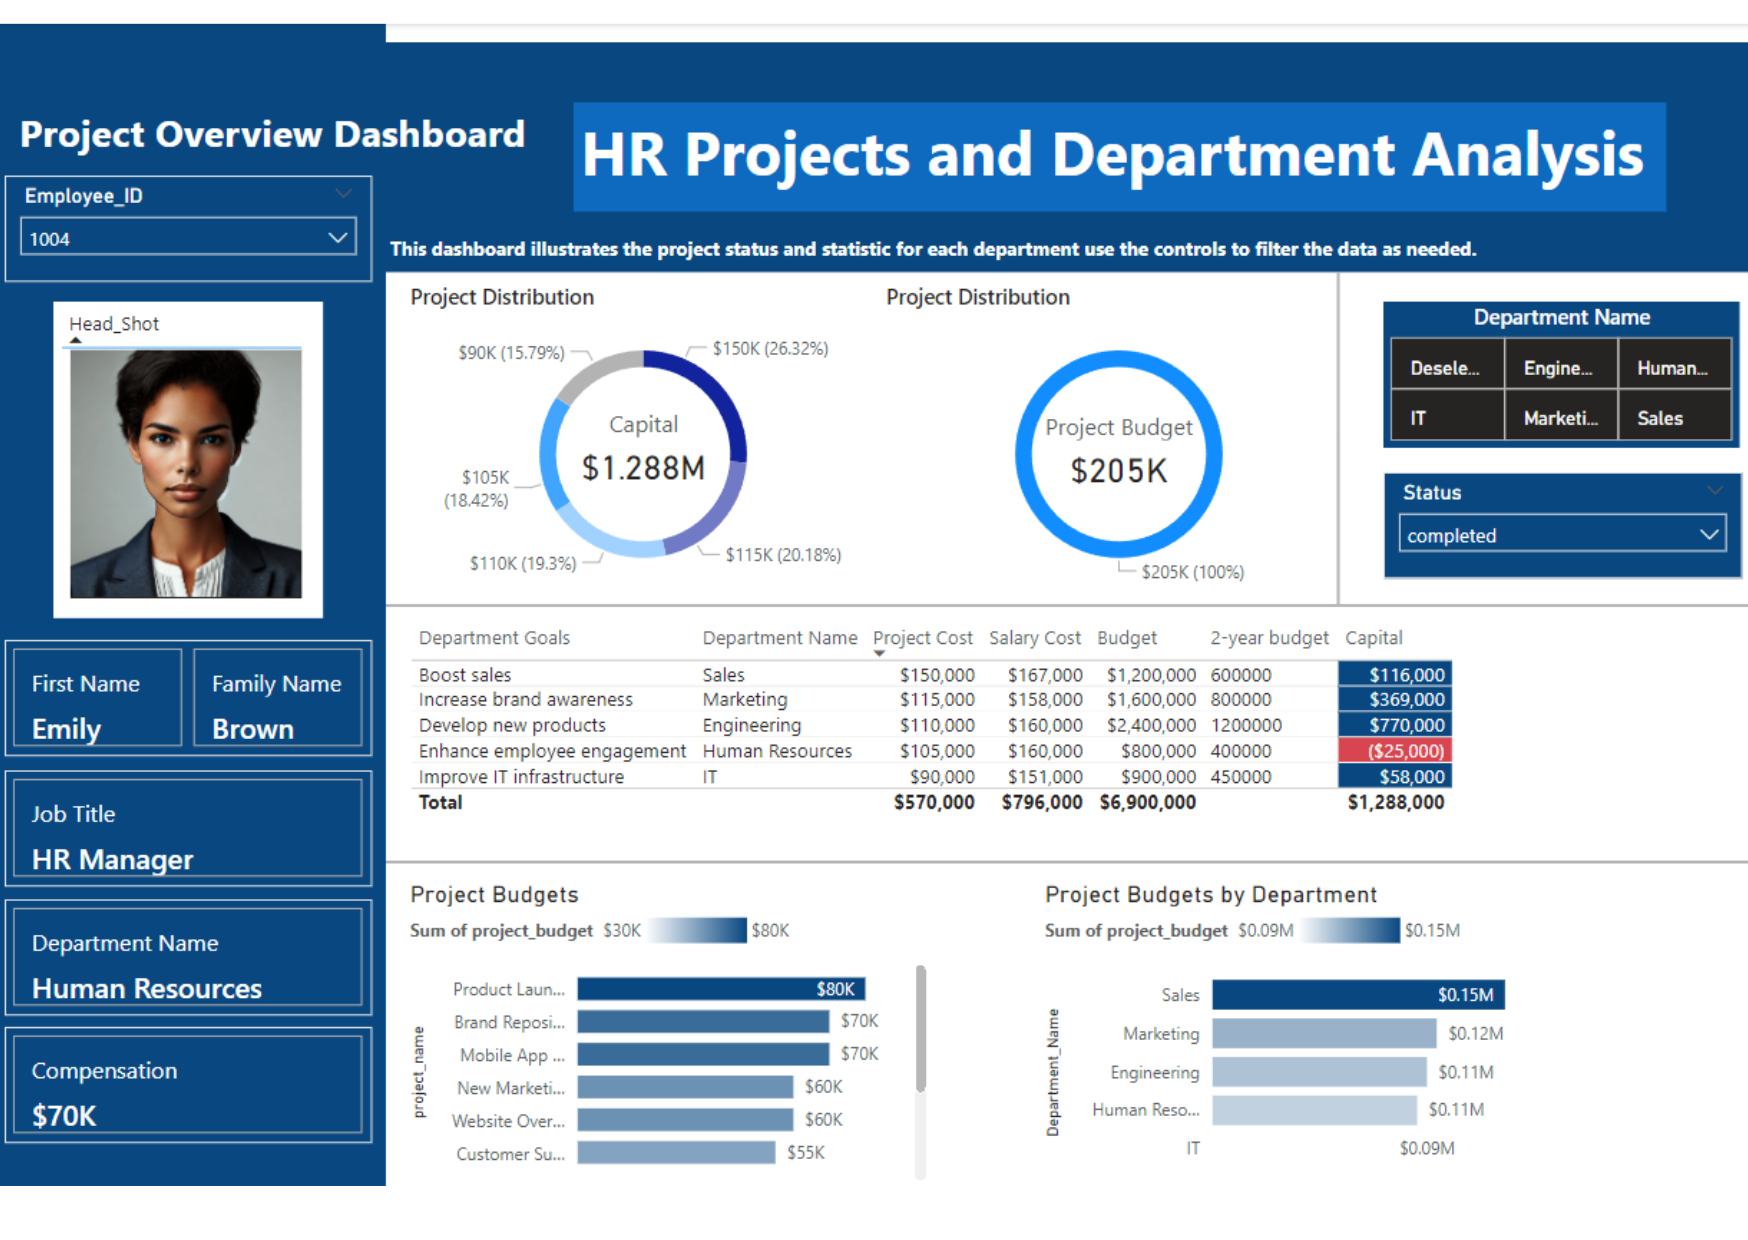 Project Overview Dashboard
HR Projects and Department Analysis
Employee_ID
1004
This dashboard illustrates the project status and statistic for each department use the controls to filter the data as needed.
Head_Shot
First Name
Emily
Family Name
Brown
Job Title
HR Manager
Department Name
Human Resources
Compensation
$70K
Project Distribution
$90K (15.79%)
$150K (26.32%)
Capital
$1.288M
$105K
(18.42%)
$110K (19.3%)
$115K (20.18%)
Project Distribution
Project Budget
$205K
$205K (100%)
Department Name
Desele... Engine... Human...
IT Marketi... Sales
Status
completed
Department Goals Department Name Project Cost Salary Cost Budget 2-year budget Capital
Boost sales Sales $150,000 $167,000 $1,200,000 600000 $116,000
Increase brand awareness Marketing $115,000 $158,000 $1,600,000 800000 $369,000
Develop new products Engineering $110,000 $160,000 $2,400,000 1200000 $770,000
Enhance employee engagement Human Resources $105,000 $160,000 $800,000 400000 ($25,000)
Improve IT infrastructure IT $90,000 $151,000 $900,000 450000 $58,000
Total $570,000 $796,000 $6,900,000 $1,288,000
Project Budgets
Sum of project_budget $30K $80K
project_name
Product Laun... $80K
Brand Reposi... $70K
Mobile App ... $70K
New Marketi... $60K
Website Over... $60K
Customer Su... $55K
Project Budgets by Department
Sum of project_budget $0.09M $0.15M
Department_Name
Sales $0.15M
Marketing $0.12M
Engineering $0.11M
Human Reso... $0.11M
IT $0.09M